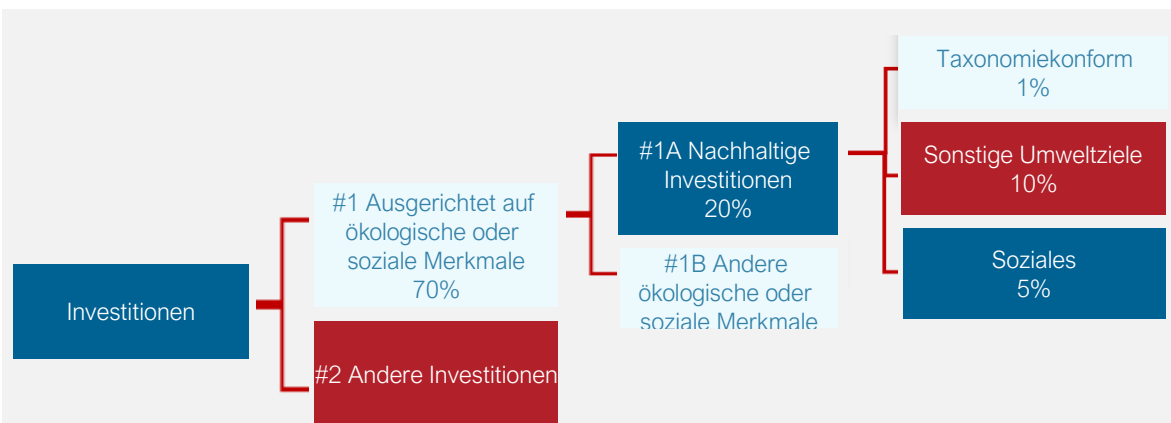 Investitionen
#1 Ausgerichtet auf
ökologische oder
soziale Merkmale
70%
#2 Andere Investitionen
#1A Nachhaltige
Investitionen
20%
#1B Andere
ökologische oder
soziale Merkmale
Taxonomiekonform
1%
Sonstige Umweltziele
10%
Soziales
5%